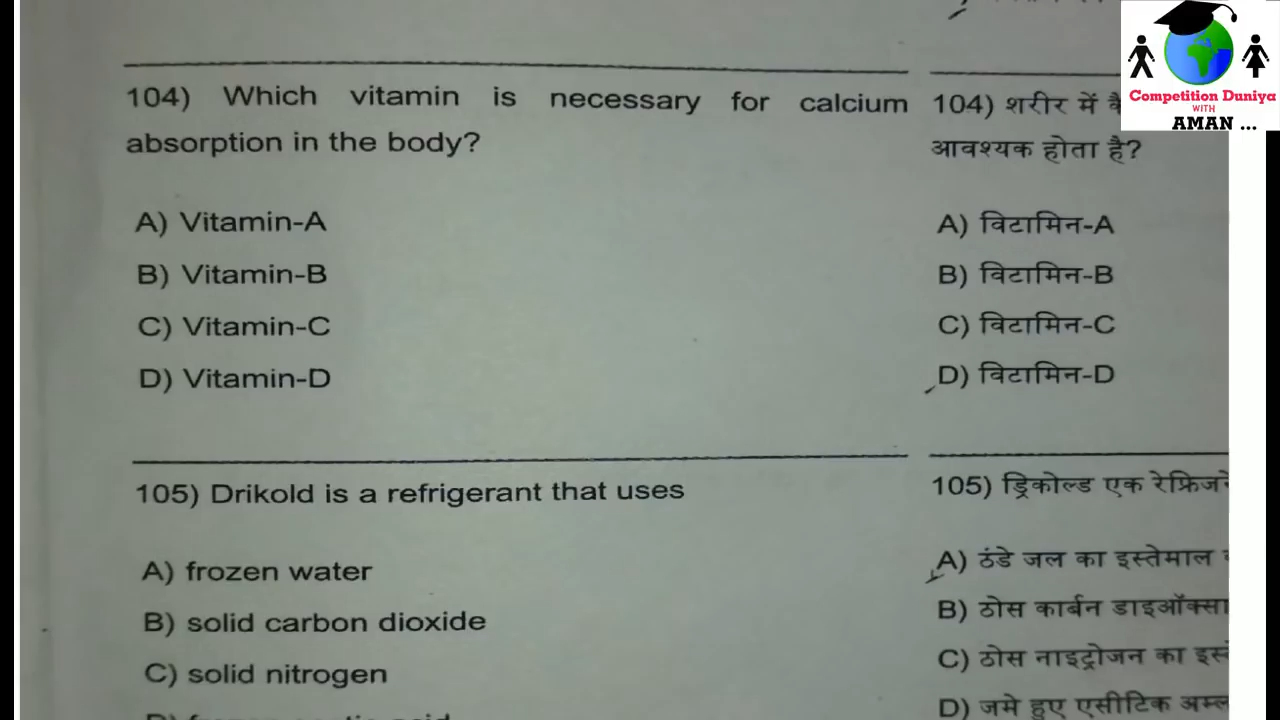 104) Which vitamin is necessary for calcium
absorption in the body?
A) Vitamin-A
B) Vitamin-B
C) Vitamin-C
D) Vitamin-D
105) Drikold is a refrigerant that uses
A) frozen water
B) solid carbon dioxide
C) solid nitrogen
104) शरीर में
आवश्यक होता है?
A) विटामिन-A
B) विटामिन-B
C) विटामिन-C
D) विटामिन-D
105) ड्रिकोल्ड एक
A) ठंडे जल का इस्तेमाल
B) ठोस कार्बन
C) ठोस नाइट्रोजन का
D) जमे हुए एसीटिक अम्ल
Competition Duniya
WITH
AMAN ...